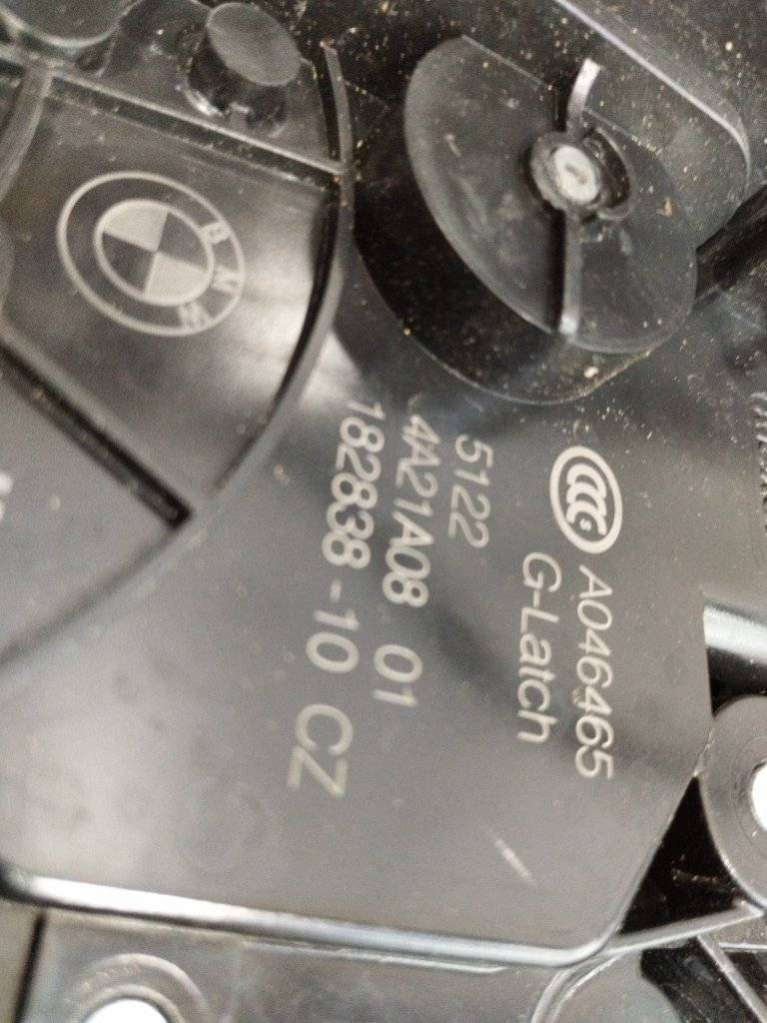 BMW
A046465
G-Latch
5122
4A21A08 01
182838-10 CZ